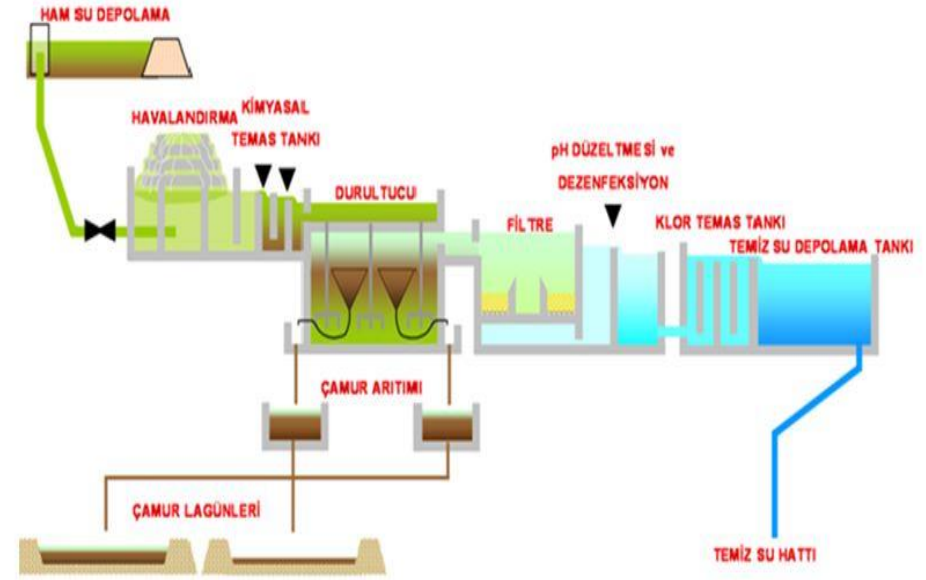 HAM SU DEPOLAMA
HAVALANDIRMA
KİMYASAL
TEMAS TANKI
DURULTUCU
FİLTRE
pH DÜZELTMESİ ve
DEZENFEKSİYON
KLOR TEMAS TANKI
TEMİZ SU DEPOLAMA TANKI
ÇAMUR ARITIMI
ÇAMUR LAGÜNLERİ
TEMİZ SU HATTI